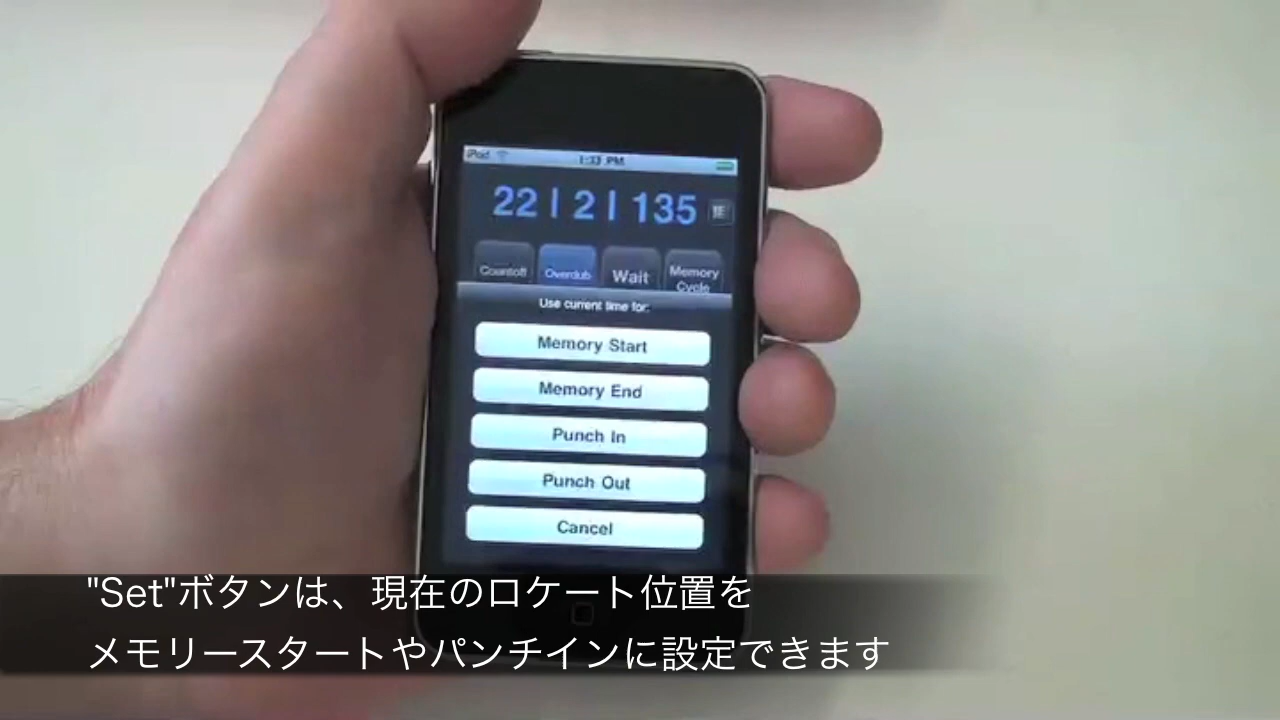 iPod 1:33 PM
22 | 2 | 135
Countoff Overdub Wait Memory Cycle
Use current time for:
Memory Start
Memory End
Punch In
Punch Out
Cancel
"Set"ボタンは、現在のロケート位置を
メモリースタートやパンチインに設定できます